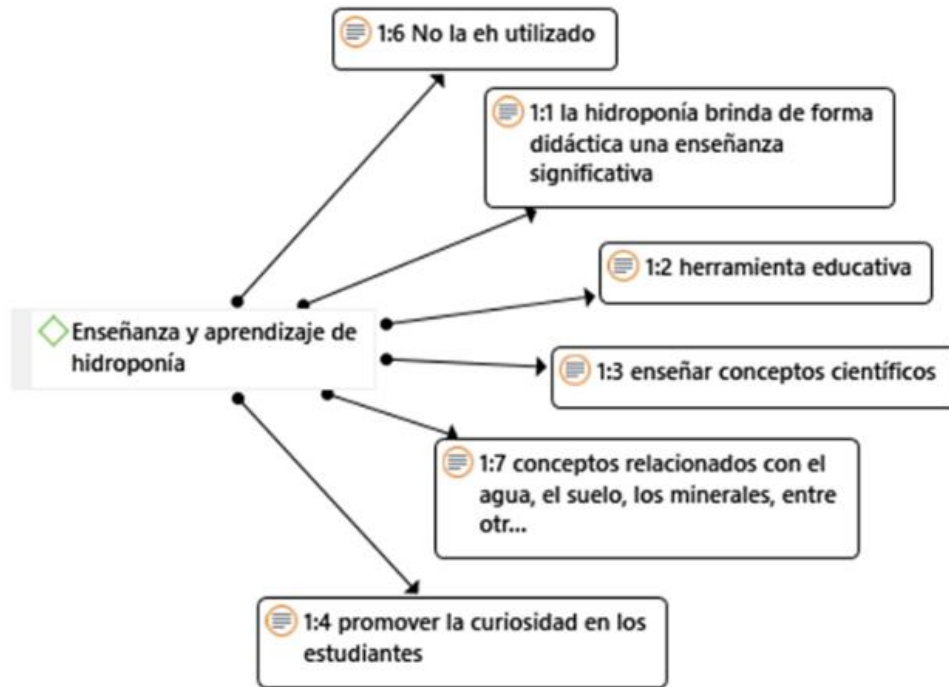 1:6 No la eh utilizado
1:1 la hidroponía brinda de forma
didáctica una enseñanza
significativa
1:2 herramienta educativa
Enseñanza y aprendizaje de
hidroponía
1:3 enseñar conceptos científicos
1:7 conceptos relacionados con el
agua, el suelo, los minerales, entre
otr...
1:4 promover la curiosidad en los
estudiantes